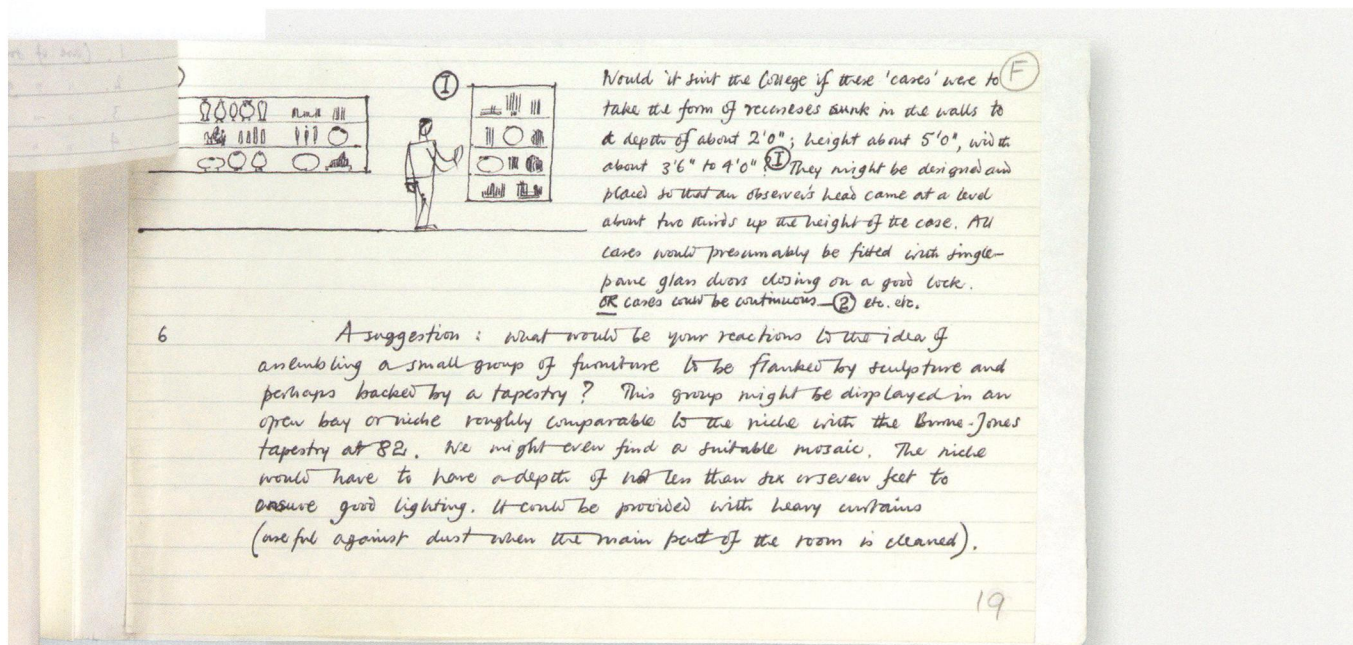 I
F
Would it suit the College if these 'cases' were to
take the form of recesses sunk in the walls to
a depth of about 2'0"; height about 5'0", width
about 3'6" to 4'0"? I They might be designed and
placed so that an observer's head came at a level
about two thirds up the height of the case. All
cases would presumably be fitted with single-
pane glass doors closing on a good lock.
OR cases could be continuous — 2 etc. etc.
6
A suggestion: what would be your reactions to the idea of
assembling a small group of furniture to be flanked by sculpture and
perhaps backed by a tapestry? This group might be displayed in an
open bay or niche roughly comparable to the niche with the Burne-Jones
tapestry at 82. We might even find a suitable mosaic. The niche
would have to have a depth of not less than six or seven feet to
ensure good lighting. It could be provided with heavy curtains
(useful against dust when the main part of the room is cleaned).
19